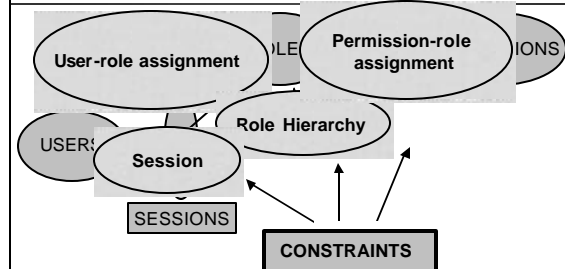 User-role assignment
Permission-role
assignment
Role Hierarchy
Session
SESSIONS
CONSTRAINTS